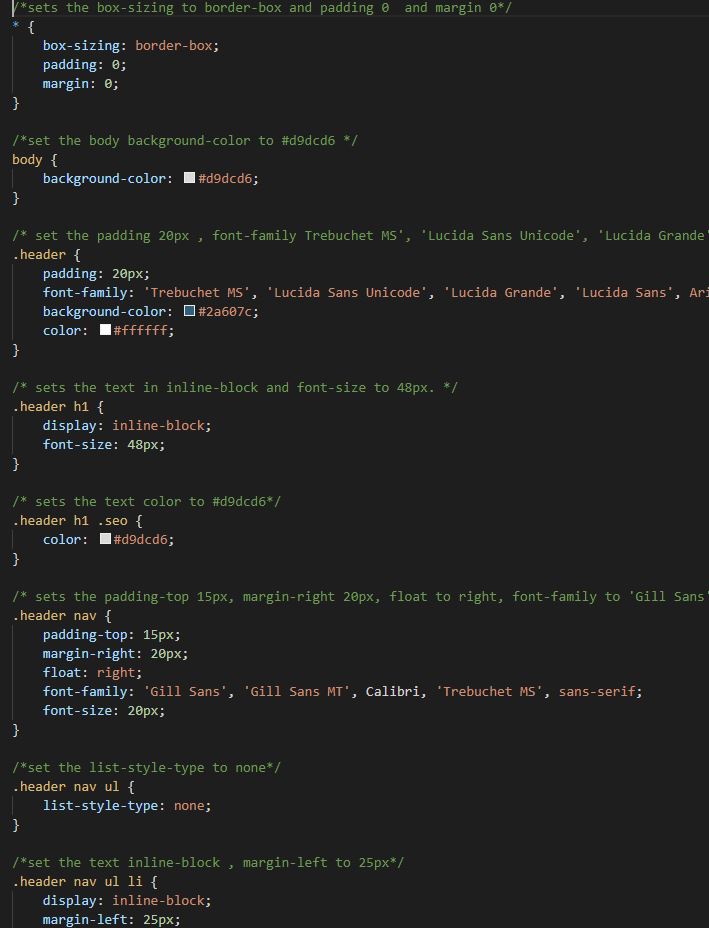 /*sets the box-sizing to border-box and padding 0  and margin 0*/
* {
    box-sizing: border-box;
    padding: 0;
    margin: 0;
}

/*set the body background-color to #d9dcd6 */
body {
    background-color: #d9dcd6;
}

/* set the padding 20px , font-family Trebuchet MS', 'Lucida Sans Unicode', 'Lucida Grande'
.header {
    padding: 20px;
    font-family: 'Trebuchet MS', 'Lucida Sans Unicode', 'Lucida Grande', 'Lucida Sans', Ari
    background-color: #2a607c;
    color: #ffffff;
}

/* sets the text in inline-block and font-size to 48px. */
.header h1 {
    display: inline-block;
    font-size: 48px;
}

/* sets the text color to #d9dcd6*/
.header h1 .seo {
    color: #d9dcd6;
}

/* sets the padding-top 15px, margin-right 20px, float to right, font-family to 'Gill Sans'
.header nav {
    padding-top: 15px;
    margin-right: 20px;
    float: right;
    font-family: 'Gill Sans', 'Gill Sans MT', Calibri, 'Trebuchet MS', sans-serif;
    font-size: 20px;
}

/*set the list-style-type to none*/
.header nav ul {
    list-style-type: none;
}

/*set the text inline-block , margin-left to 25px*/
.header nav ul li {
    display: inline-block;
    margin-left: 25px;